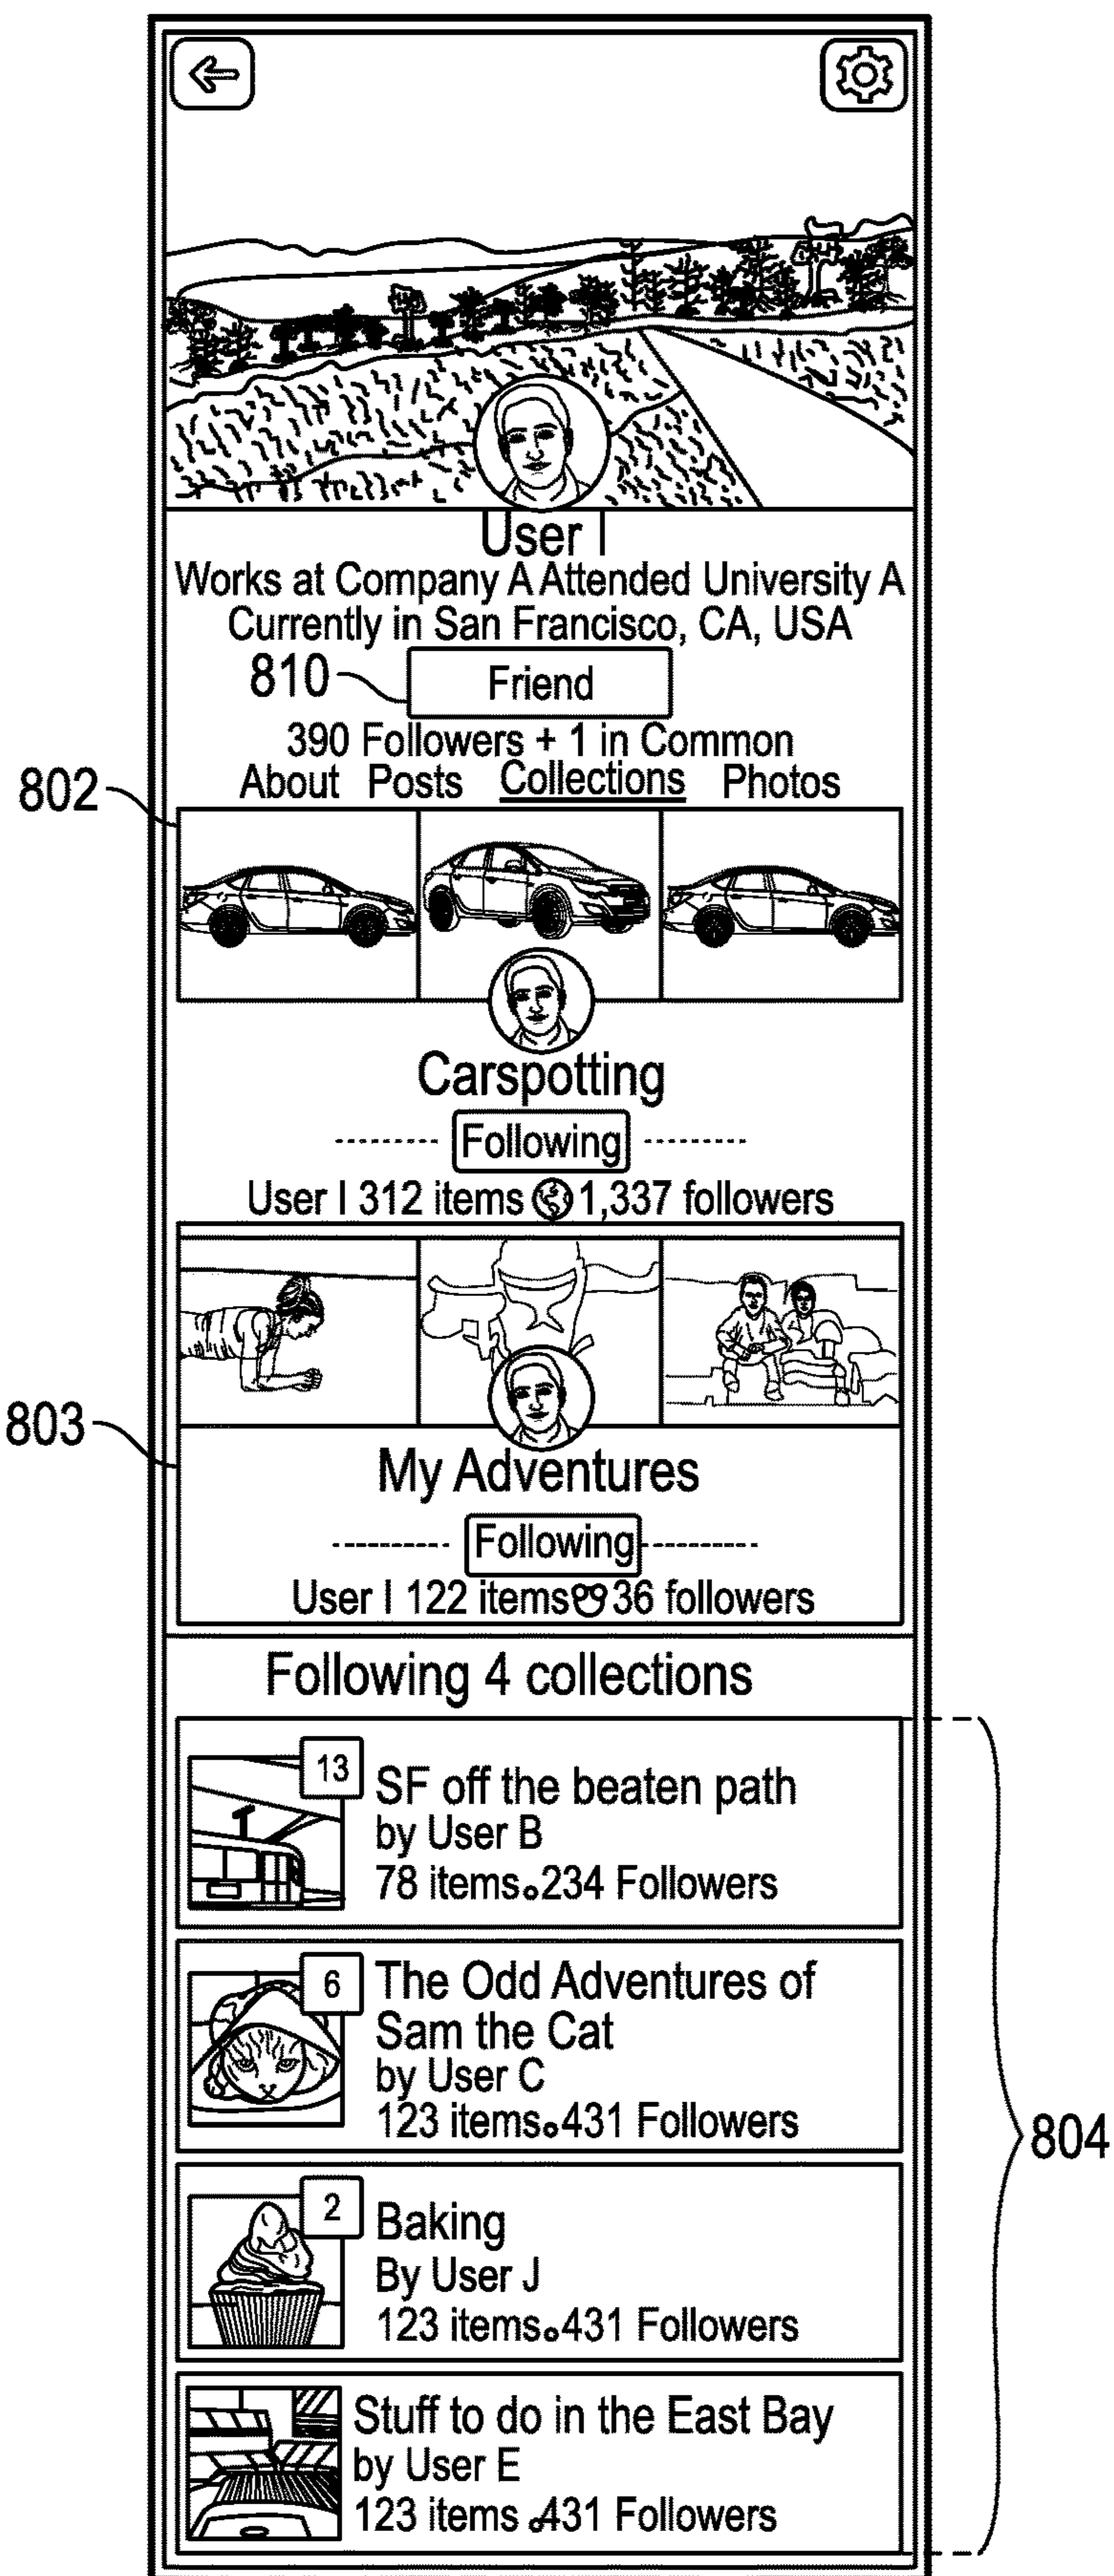 User I
Works at Company A Attended University A
Currently in San Francisco, CA, USA
810
Friend
390 Followers + 1 in Common
802
About Posts Collections Photos
Carspotting
Following
User I 312 items 1,337 followers
803
My Adventures
Following
User I 122 items 36 followers
Following 4 collections
13
SF off the beaten path
by User B
78 items 234 Followers
6
The Odd Adventures of
Sam the Cat
by User C
123 items 431 Followers
804
2
Baking
By User J
123 items 431 Followers
Stuff to do in the East Bay
by User E
123 items 431 Followers